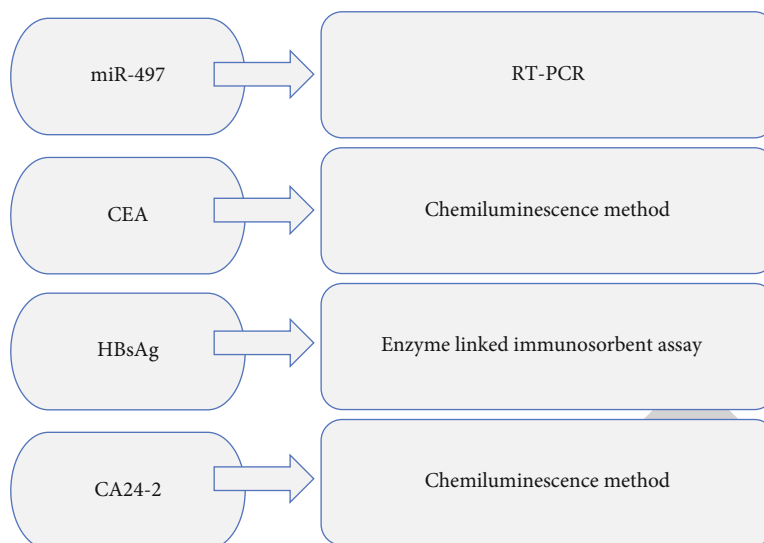 miR-497
RT-PCR
CEA
Chemiluminescence method
HBsAg
Enzyme linked immunosorbent assay
CA24-2
Chemiluminescence method